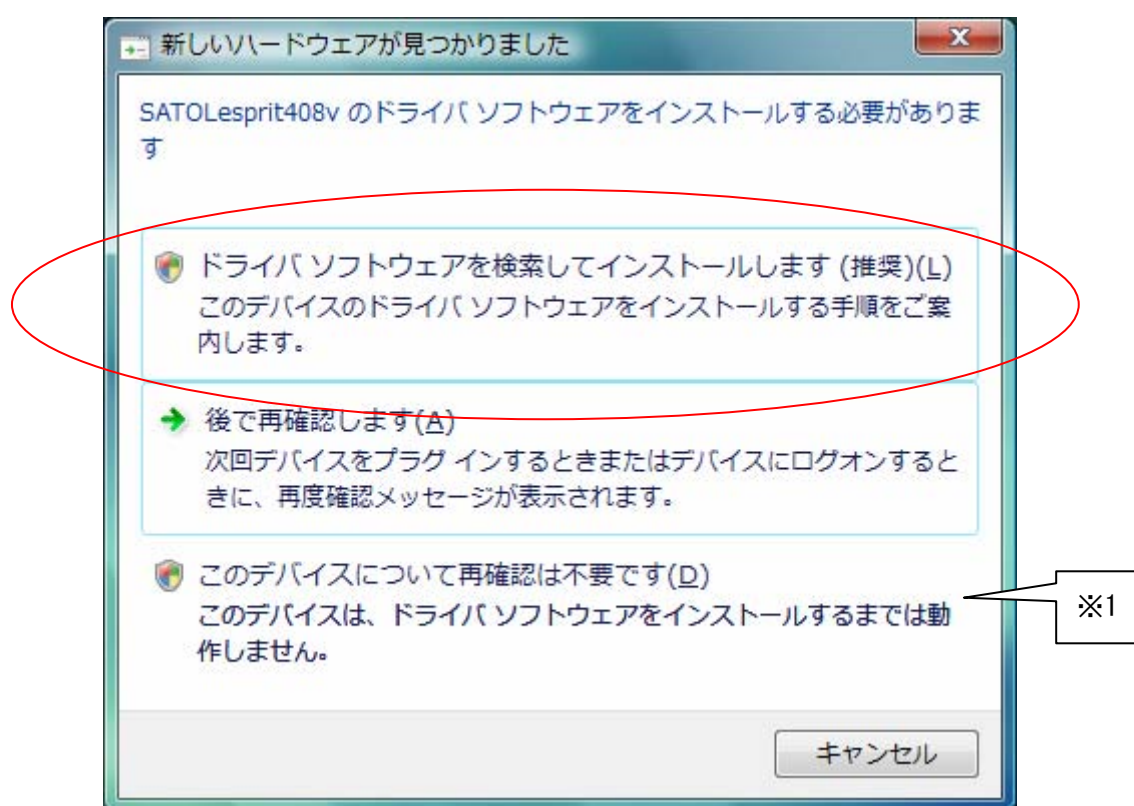 新しいハードウェアが見つかりました
SATOLesprit408v のドライバ ソフトウェアをインストールする必要がありま
す
ドライバ ソフトウェアを検索してインストールします (推奨)(L)
このデバイスのドライバ ソフトウェアをインストールする手順をご案
内します。
後で再確認します(A)
次回デバイスをプラグ インするときまたはデバイスにログオンすると
きに、再度確認メッセージが表示されます。
このデバイスについて再確認は不要です(D)
このデバイスは、ドライバ ソフトウェアをインストールするまでは動
作しません。
※1
キャンセル